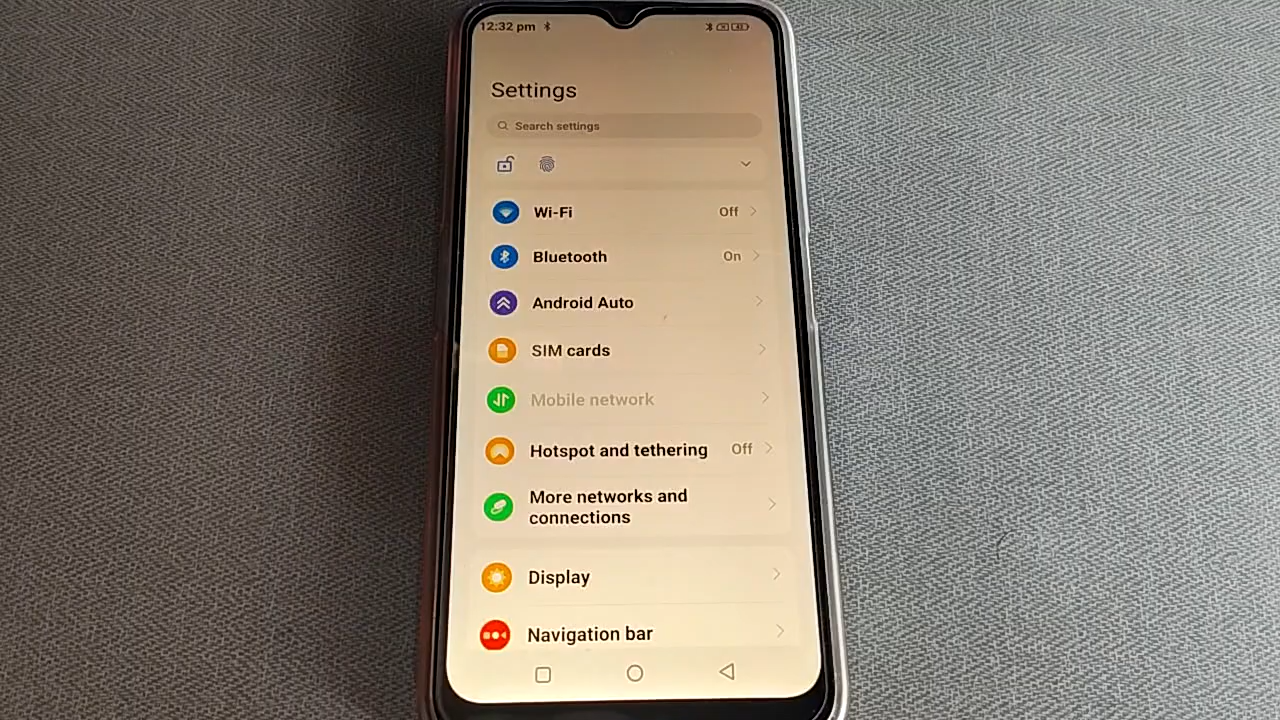 12:32 pm
Settings
Search settings
Wi-Fi Off
Bluetooth On
Android Auto
SIM cards
Mobile network
Hotspot and tethering Off
More networks and
connections
Display
Navigation bar